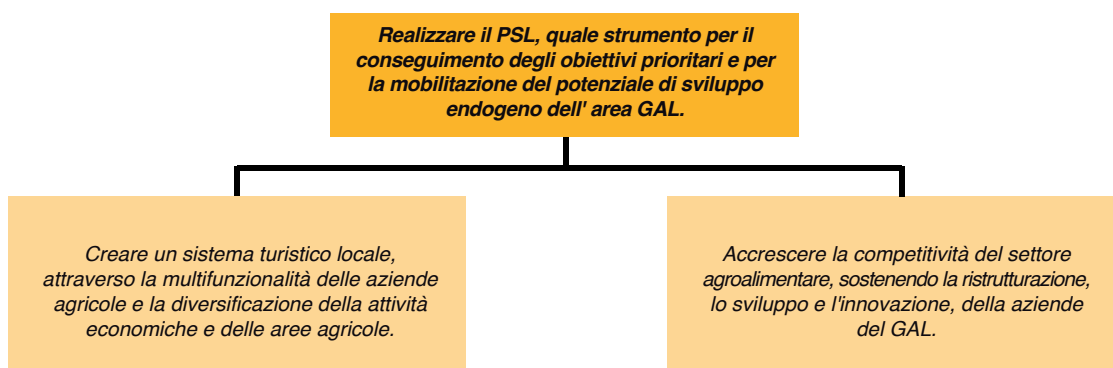 Realizzare il PSL, quale strumento per il
conseguimento degli obiettivi prioritari e per
la mobilitazione del potenziale di sviluppo
endogeno dell' area GAL.
Creare un sistema turistico locale,
attraverso la multifunzionalità delle aziende
agricole e la diversificazione della attività
economiche e delle aree agricole.
Accrescere la competitività del settore
agroalimentare, sostenendo la ristrutturazione,
lo sviluppo e l'innovazione, della aziende
del GAL.